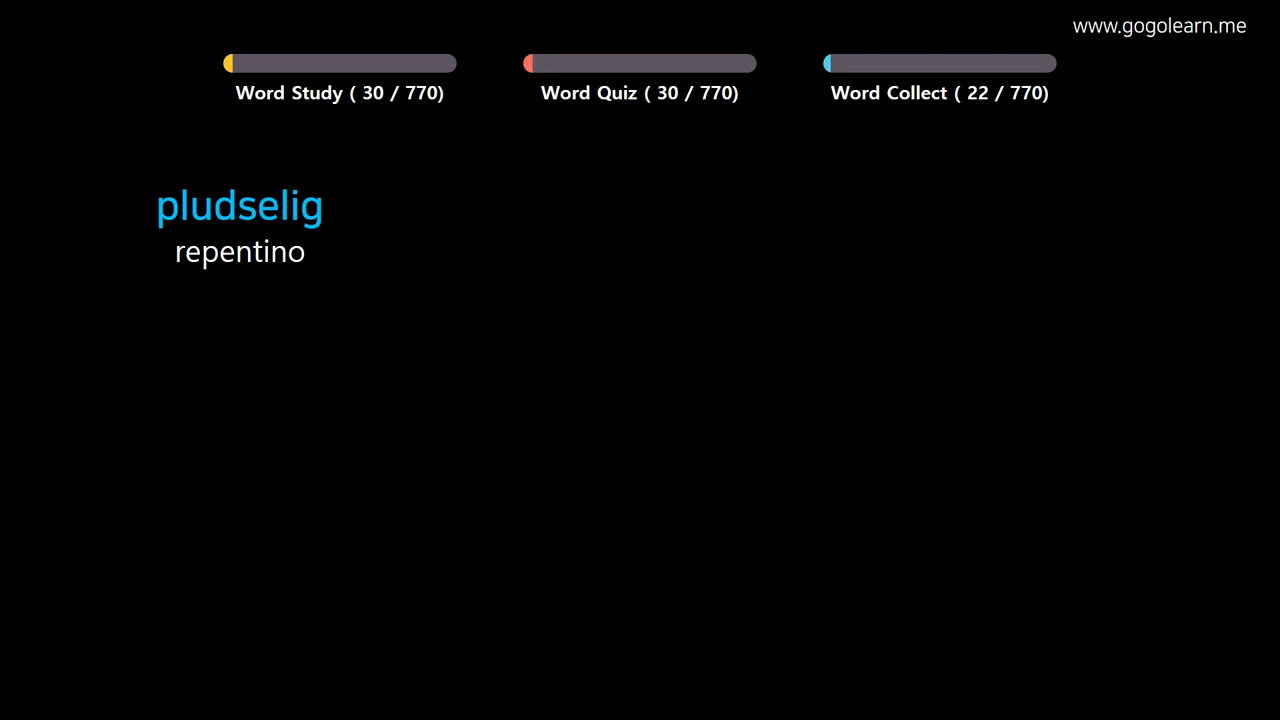 www.gogolearn.me
Word Study ( 30 / 770)
Word Quiz ( 30 / 770)
Word Collect ( 22 / 770)
pludselig
repentino